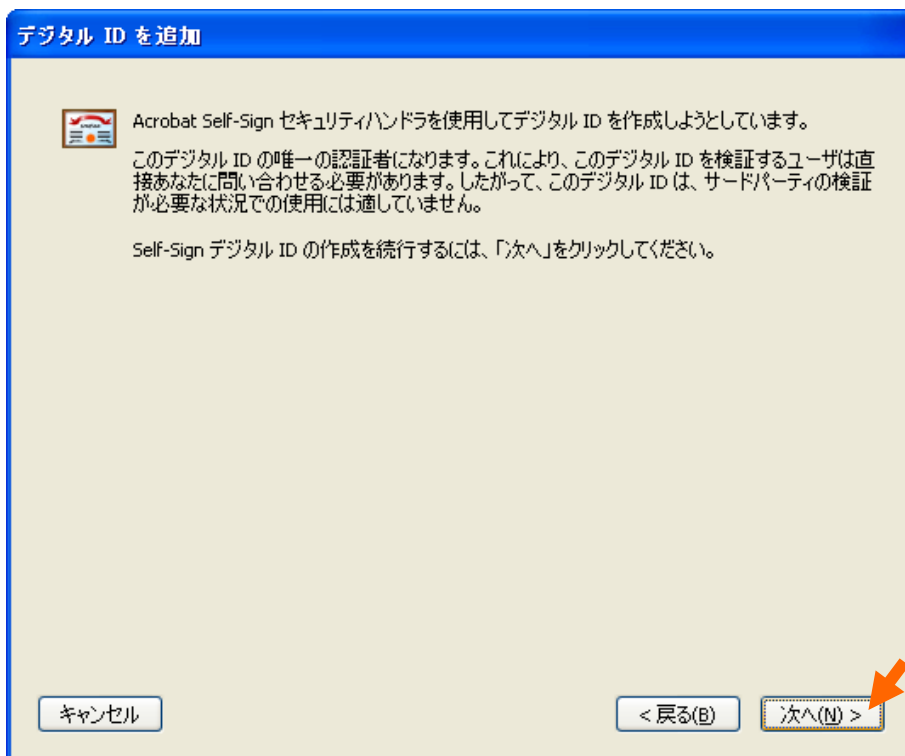 デジタル ID を追加
Acrobat Self-Sign セキュリティハンドラを使用してデジタル ID を作成しようとしています。
このデジタル ID の唯一の認証者になります。これにより、このデジタル ID を検証するユーザは直
接あなたに問い合わせる必要があります。したがって、このデジタル ID は、サードパーティの検証
が必要な状況での使用には適していません。
Self-Sign デジタル ID の作成を続行するには、「次へ」をクリックしてください。
キャンセル
< 戻る(B)
次へ(N) >